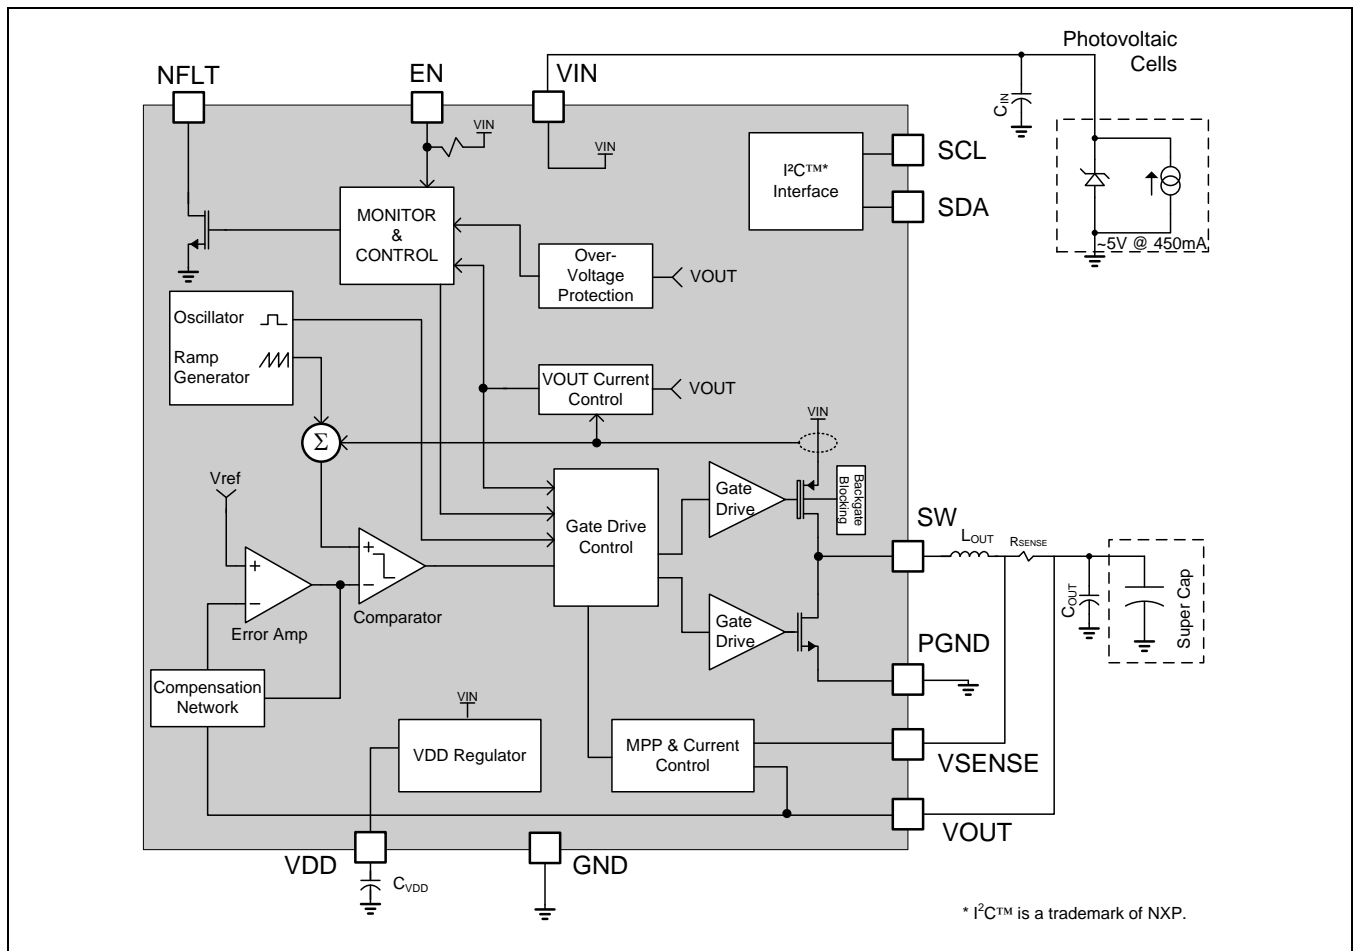 Photovoltaic
Cells
NFLT
EN
VIN
CIN
VIN
VIN
SCL
I²C™*
Interface
SDA
MONITOR
&
CONTROL
~5V @ 450mA
Over-
Voltage
Protection
VOUT
Oscillator
Ramp
Generator
VOUT Current
Control
VOUT
VIN
Σ
Vref
Gate
Drive
Backgate
Blocking
SW
LOUT
RSENSE
Gate Drive
Control
+
−
Comparator
+
−
Error Amp
Gate
Drive
COUT
Super Cap
PGND
Compensation
Network
VIN
VDD Regulator
MPP & Current
Control
VSENSE
VOUT
VDD
CVDD
GND
* I²C™ is a trademark of NXP.